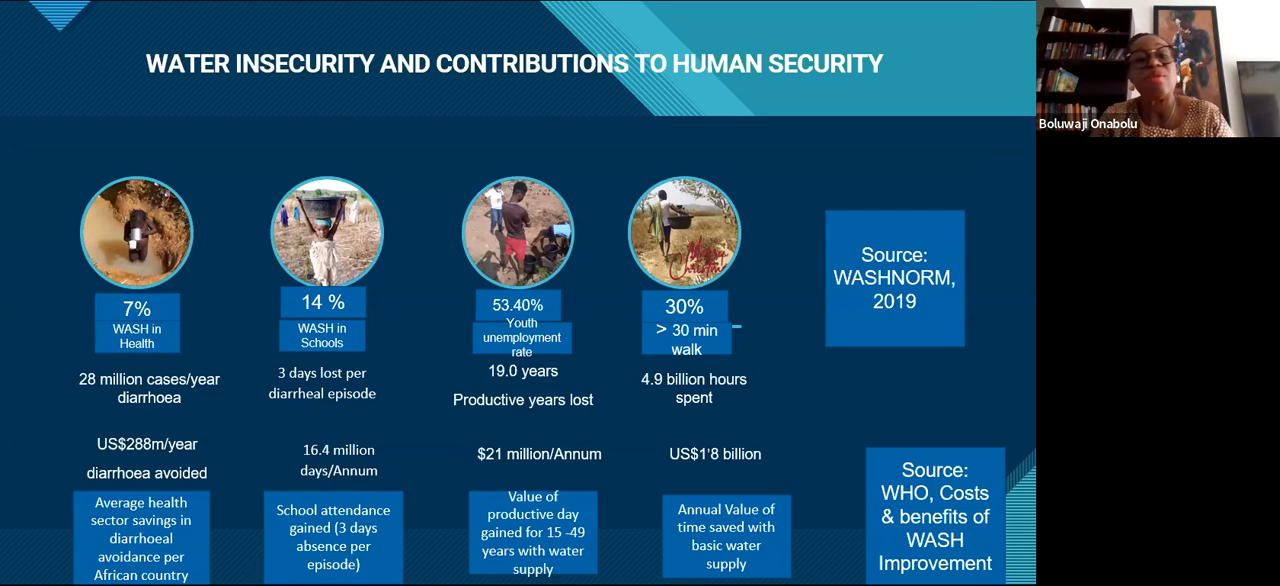 WATER INSECURITY AND CONTRIBUTIONS TO HUMAN SECURITY
Boluwaji Onabolu
7%
WASH in
Health
28 million cases/year
diarrhoea
US$288m/year
diarrhoea avoided
Average health
sector savings in
diarrhoeal
avoidance per
African country
14 %
WASH in
Schools
3 days lost per
diarrheal episode
16.4 million
days/Annum
School attendance
gained (3 days
absence per
episode)
53.40%
Youth
unemployment
rate
19.0 years
Productive years lost
$21 million/Annum
Value of
productive day
gained for 15 -49
years with water
supply
30%
> 30 min
walk
4.9 billion hours
spent
US$1'8 billion
Annual Value of
time saved with
basic water
supply
Source:
WASHNORM,
2019
Source:
WHO, Costs
& benefits of
WASH
Improvement